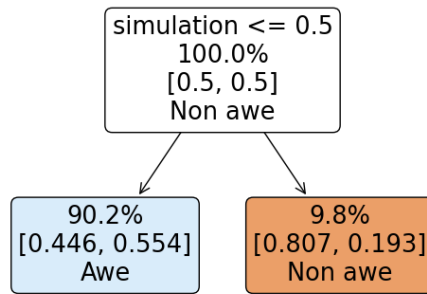 simulation <= 0.5
100.0%
[0.5, 0.5]
Non awe
90.2%
[0.446, 0.554]
Awe
9.8%
[0.807, 0.193]
Non awe